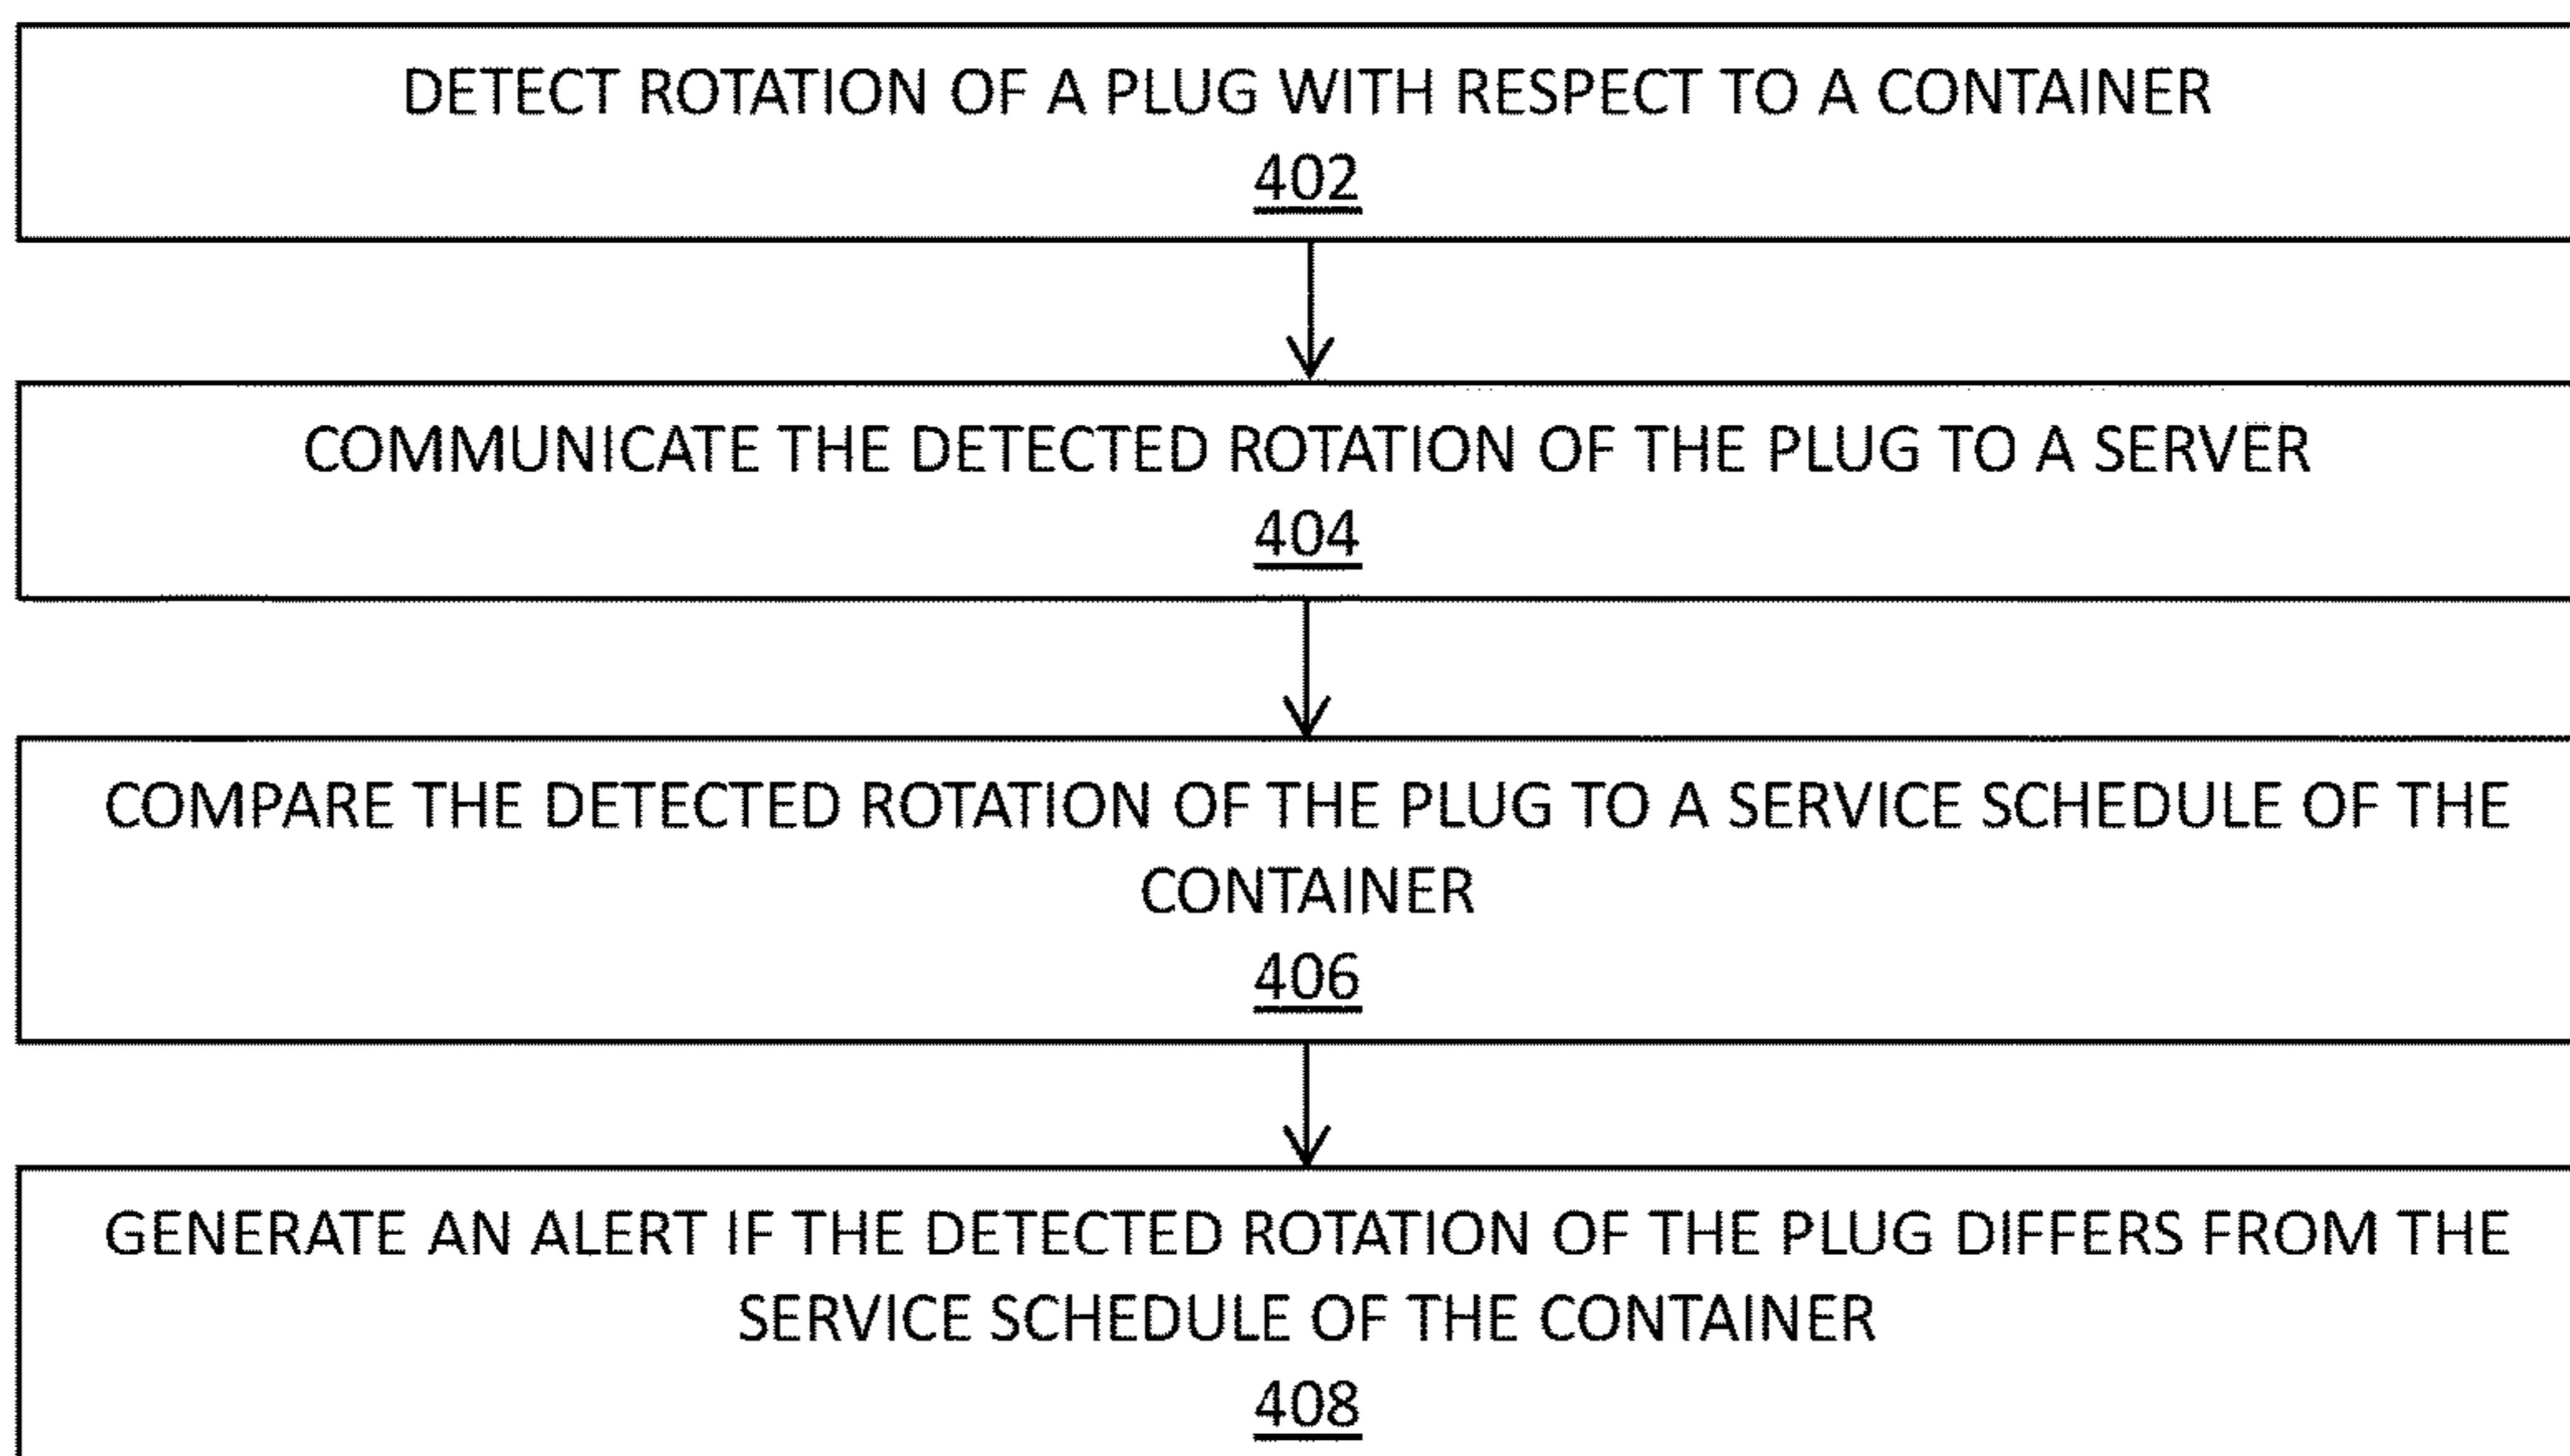 DETECT ROTATION OF A PLUG WITH RESPECT TO A CONTAINER
402
COMMUNICATE THE DETECTED ROTATION OF THE PLUG TO A SERVER
404
COMPARE THE DETECTED ROTATION OF THE PLUG TO A SERVICE SCHEDULE OF THE
CONTAINER
406
GENERATE AN ALERT IF THE DETECTED ROTATION OF THE PLUG DIFFERS FROM THE
SERVICE SCHEDULE OF THE CONTAINER
408